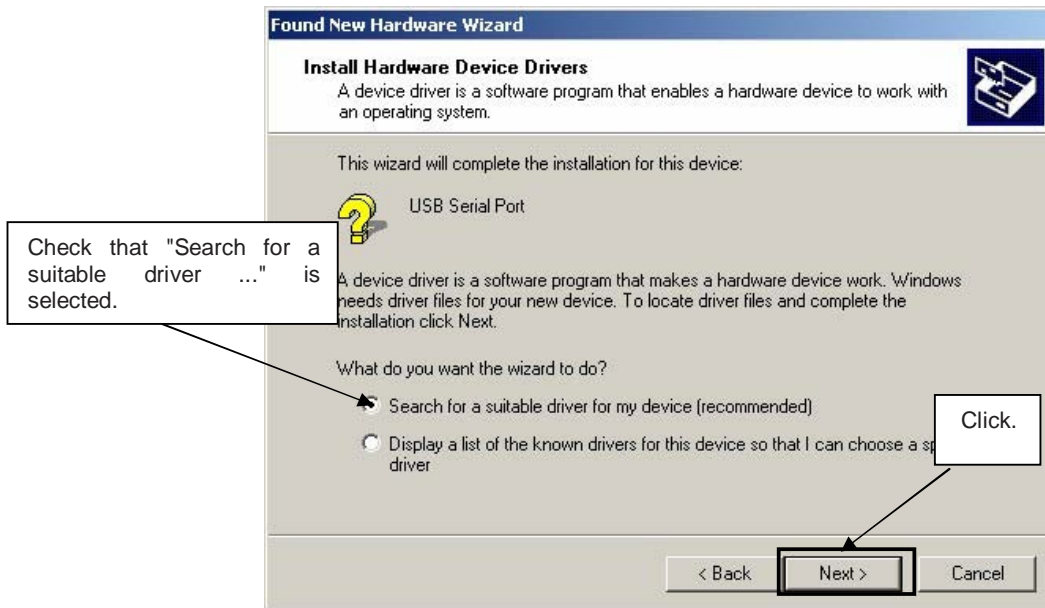 Found New Hardware Wizard
Install Hardware Device Drivers
A device driver is a software program that enables a hardware device to work with
an operating system.
This wizard will complete the installation for this device:
USB Serial Port
Check that "Search for a
suitable driver ..." is
selected.
A device driver is a software program that makes a hardware device work. Windows
needs driver files for your new device. To locate driver files and complete the
installation click Next.
What do you want the wizard to do?
Search for a suitable driver for my device (recommended)
Display a list of the known drivers for this device so that I can choose a
driver
Click.
< Back
Next >
Cancel